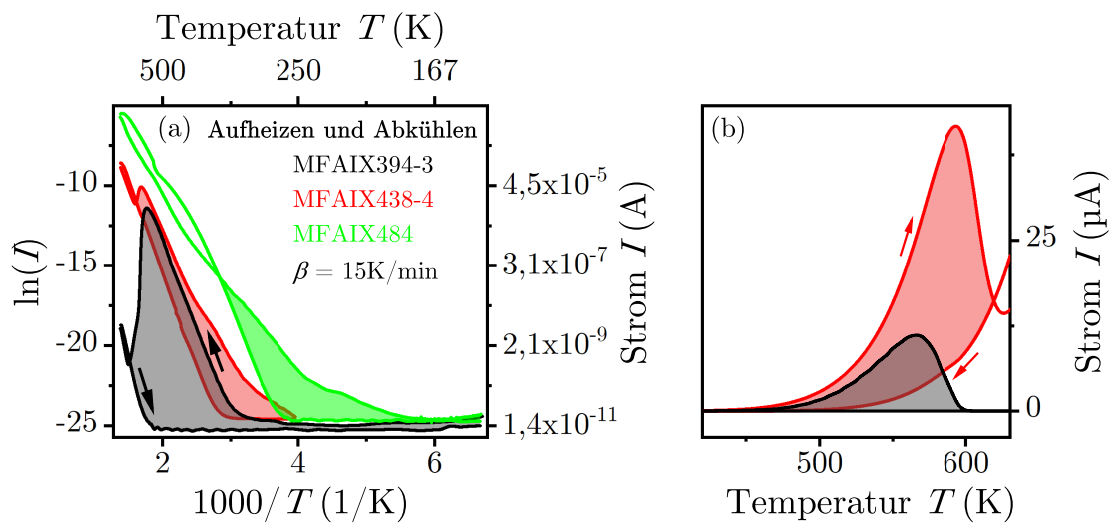 Temperatur T (K)
500 250 167
(a) Aufheizen und Abkühlen
MFAIX394-3
MFAIX438-4
MFAIX484
β = 15K/min
ln(I)
-10
-15
-20
-25
4,5x10⁻⁵
3,1x10⁻⁷
2,1x10⁻⁹
1,4x10⁻¹¹
Strom I (A)
2 4 6
1000/ T (1/K)
(b)
25
0
Strom I (µA)
500 600
Temperatur T (K)